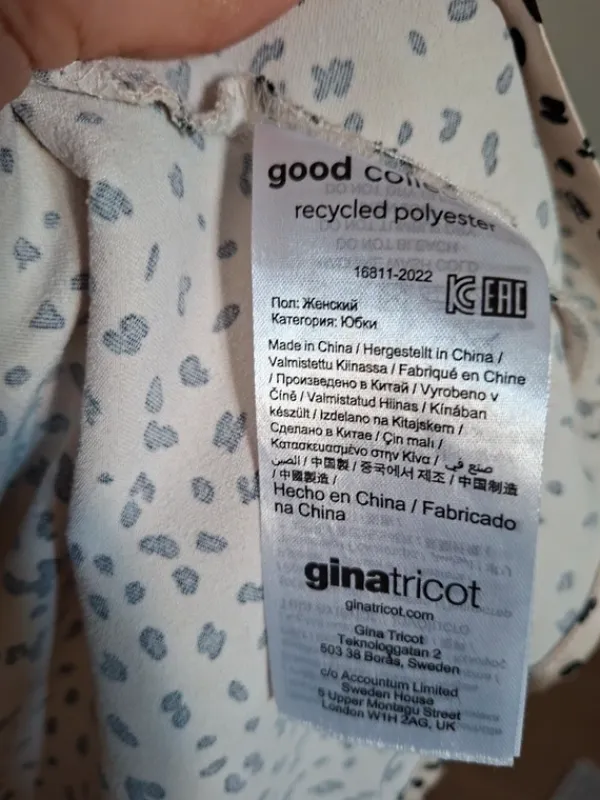 good
recycled polyester
16811-2022
EAC
Пол: Женский
Категория: Юбки
Made in China / Hergestellt in China /
Valmistettu Kiinassa / Fabriqué en Chine
/ Произведено в Китай / Vyrobeno v
Číně / Valmistatud Hiinas / Kínában
készült / Izdelano na Kitajskem /
Сделано в Китае / Çin malı /
Κατασκευασμένο στην Κίνα / صنع في
الصين / 中国製 / 중국에서 제조 / 中国制造
/ 中國製造 /
Hecho en China / Fabricado
na China
ginatricot
ginatricot.com
Gina Tricot
Teknologgatan 2
503 38 Borås, Sweden
c/o Accountum Limited
Sweden House
5 Upper Montagu Street
London W1H 2AG, UK